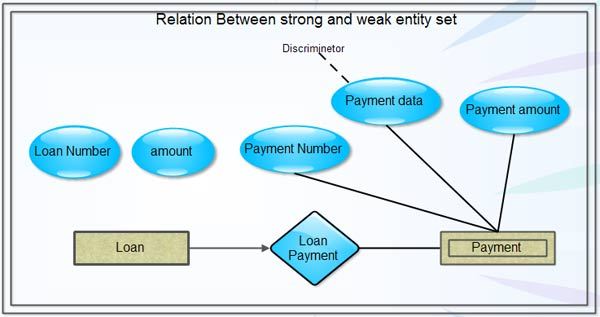 Relation Between strong and weak entity set
Discriminetor
Payment data
Payment amount
Loan Number
amount
Payment Number
Loan
Loan
Payment
Payment